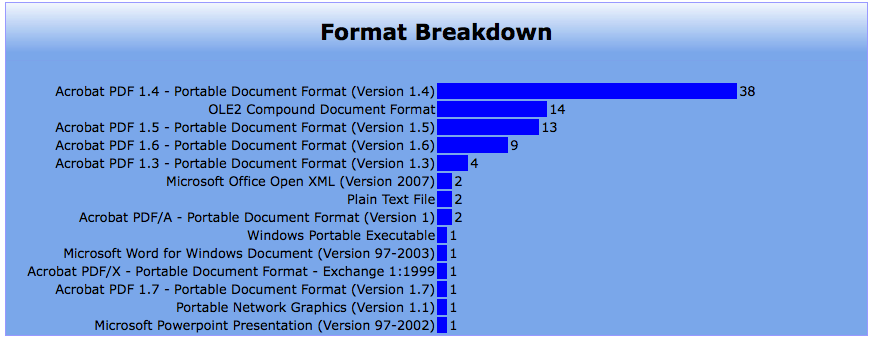 Format Breakdown
Acrobat PDF 1.4 - Portable Document Format (Version 1.4) 38
OLE2 Compound Document Format 14
Acrobat PDF 1.5 - Portable Document Format (Version 1.5) 13
Acrobat PDF 1.6 - Portable Document Format (Version 1.6) 9
Acrobat PDF 1.3 - Portable Document Format (Version 1.3) 4
Microsoft Office Open XML (Version 2007) 2
Plain Text File 2
Acrobat PDF/A - Portable Document Format (Version 1) 2
Windows Portable Executable 1
Microsoft Word for Windows Document (Version 97-2003) 1
Acrobat PDF/X - Portable Document Format - Exchange 1:1999 1
Acrobat PDF 1.7 - Portable Document Format (Version 1.7) 1
Portable Network Graphics (Version 1.1) 1
Microsoft Powerpoint Presentation (Version 97-2002) 1